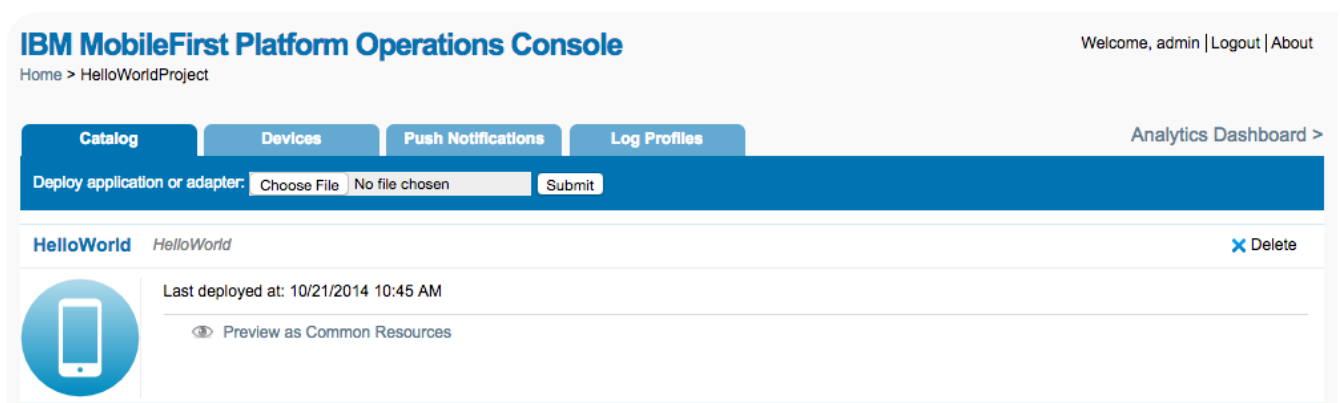 IBM MobileFirst Platform Operations Console
Welcome, admin | Logout | About
Home > HelloWorldProject
Catalog
Devices
Push Notifications
Log Profiles
Analytics Dashboard >
Deploy application or adapter: Choose File No file chosen Submit
HelloWorld HelloWorld
Delete
Last deployed at: 10/21/2014 10:45 AM
Preview as Common Resources